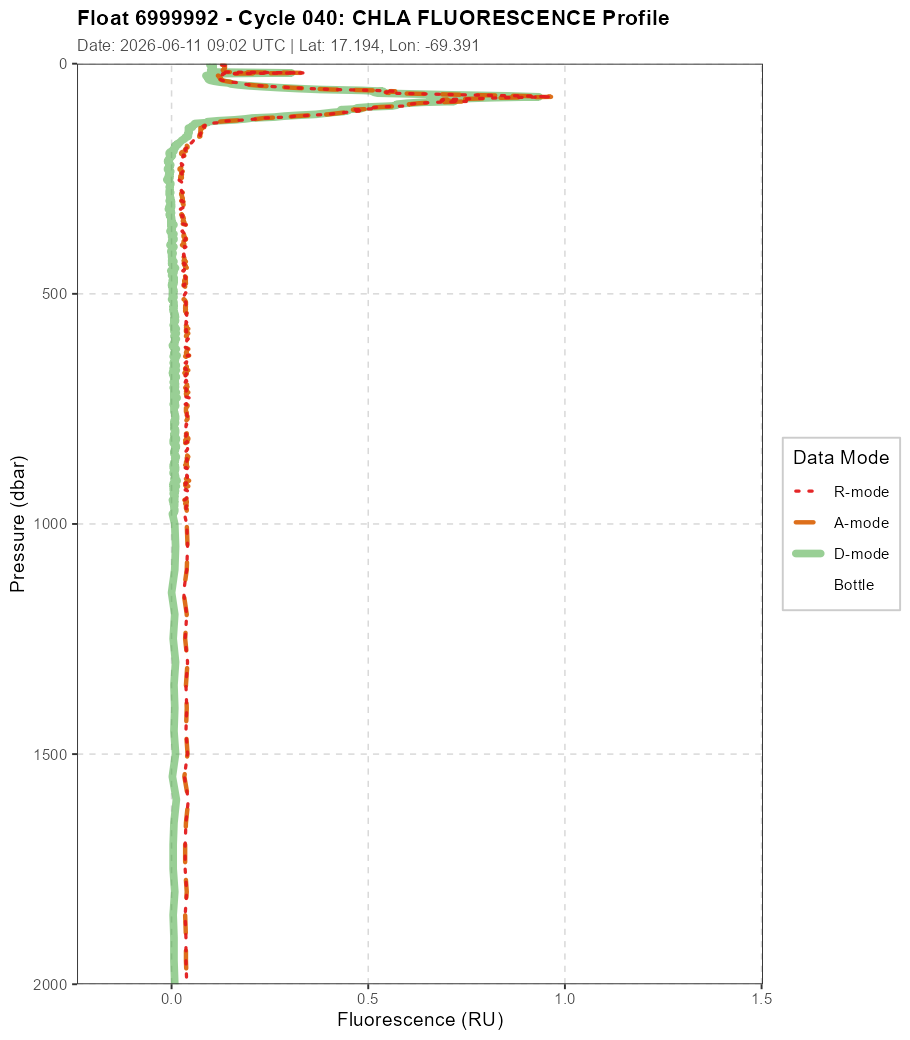 Float 6999992 - Cycle 040: CHLA FLUORESCENCE Profile
Date: 2026-06-11 09:02 UTC | Lat: 17.194, Lon: -69.391
0
500
1000
1500
2000
Pressure (dbar)
0.0
0.5
1.0
1.5
Fluorescence (RU)
Data Mode
R-mode
A-mode
D-mode
Bottle